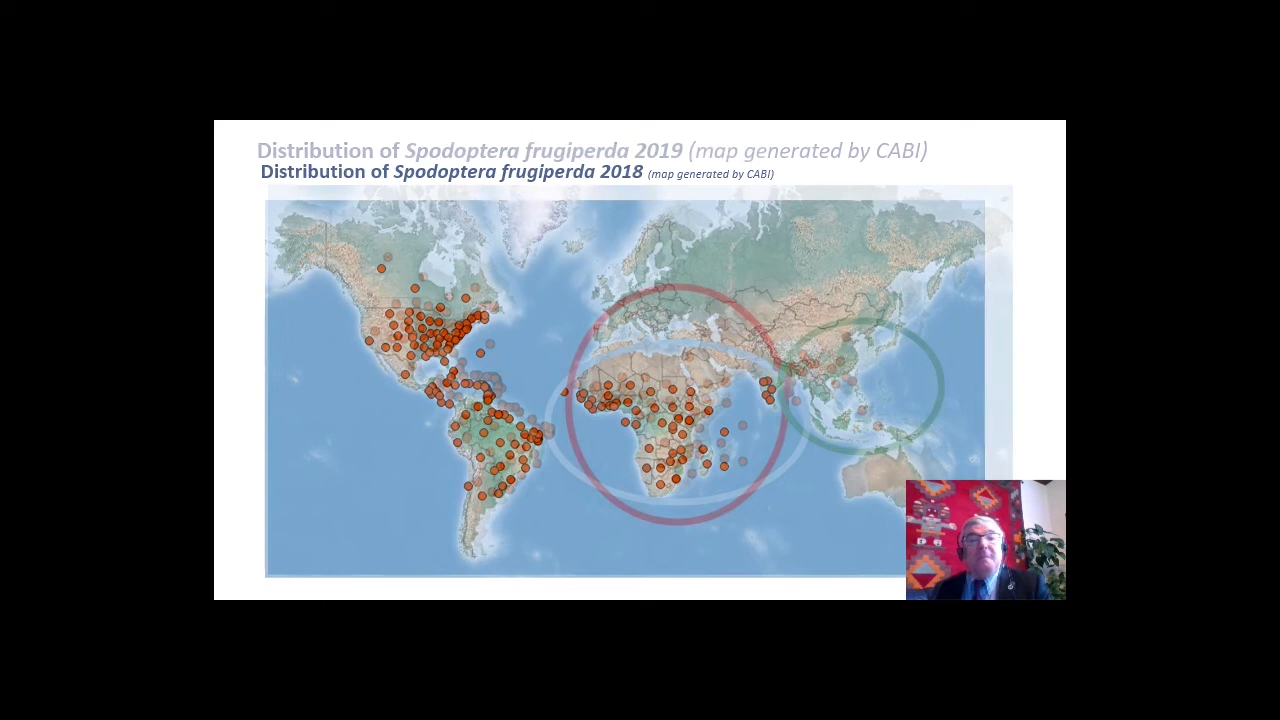 Distribution of Spodoptera frugiperda 2019 (map generated by CABI)
Distribution of Spodoptera frugiperda 2018 (map generated by CABI)